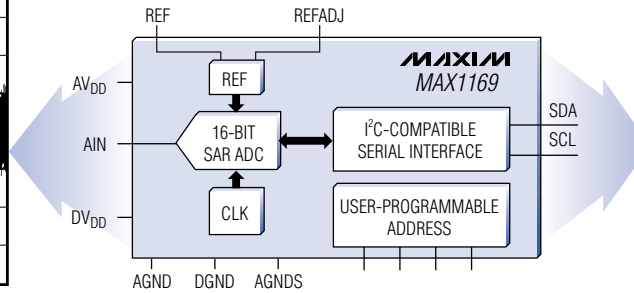 REF REFADJ
MAXIM
MAX1169
AVDD
REF
SDA
AIN
16-BIT
SAR ADC
I²C-COMPATIBLE
SERIAL INTERFACE
SCL
DVDD
CLK
USER-PROGRAMMABLE
ADDRESS
AGND DGND AGNDS